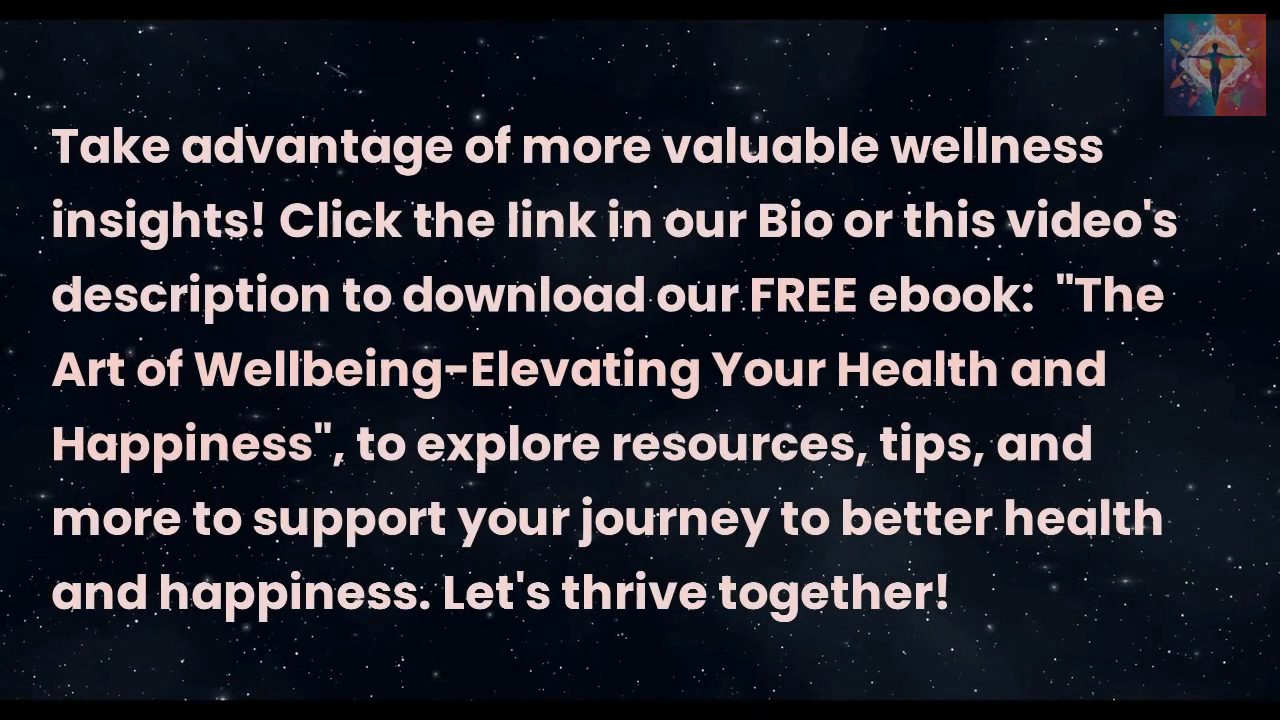 Take advantage of more valuable wellness
insights! Click the link in our Bio or this video's
description to download our FREE ebook:  "The
Art of Wellbeing-Elevating Your Health and
Happiness", to explore resources, tips, and
more to support your journey to better health
and happiness. Let's thrive together!